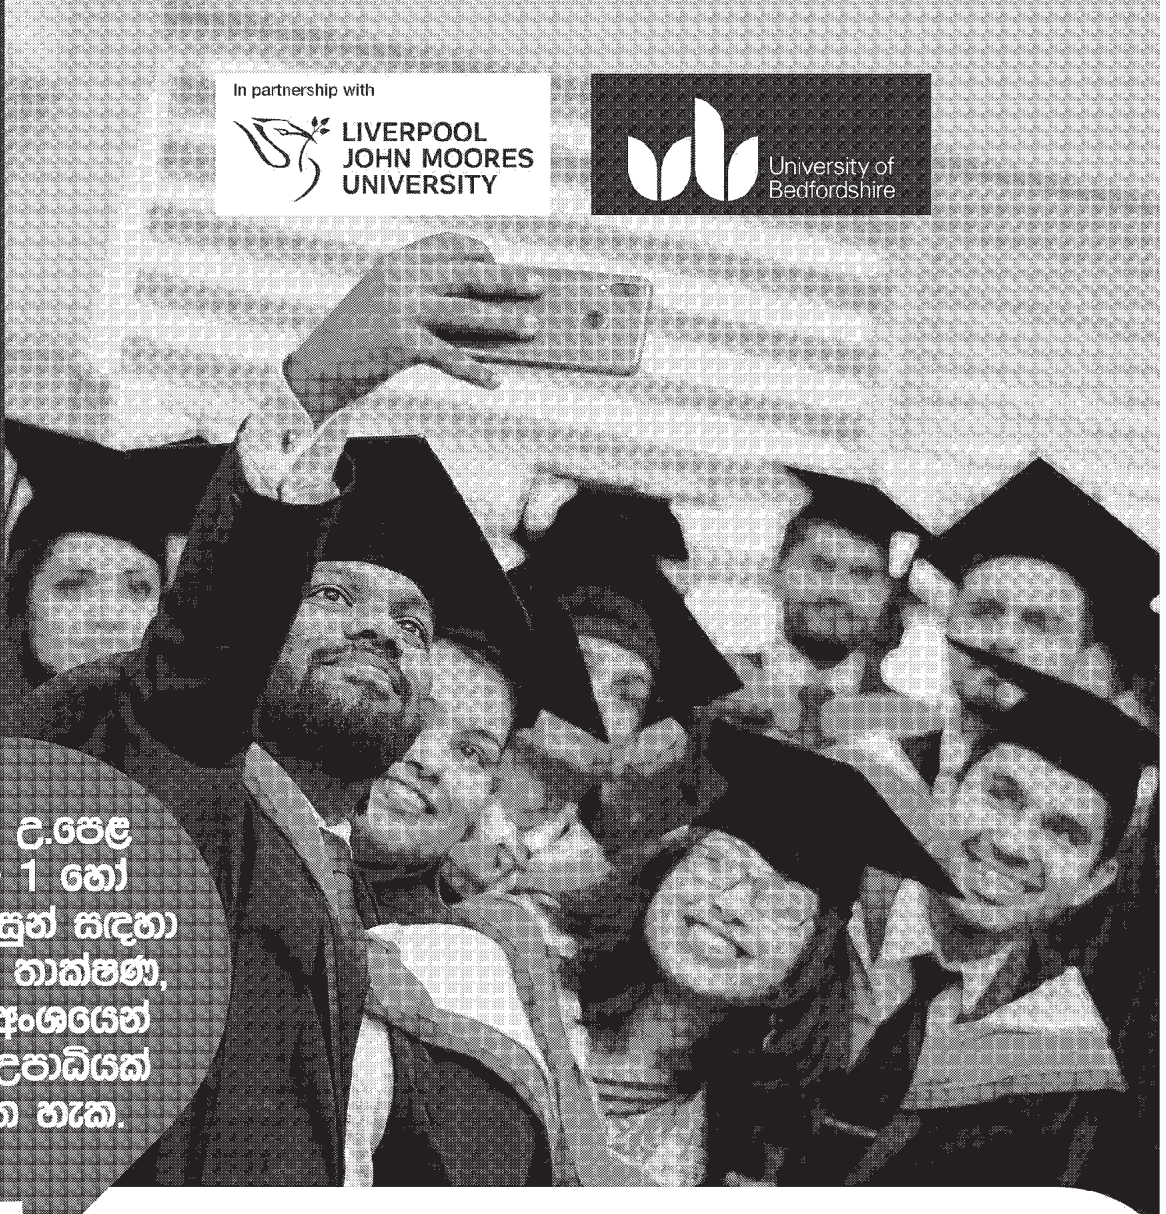 In partnership with
LIVERPOOL
JOHN MOORES
UNIVERSITY
University of
Bedfordshire
උ.පෙළ
1 හෝ
සඳහා
තාක්ෂණ,
අංශයෙන්
උපාධියක්
හැක.